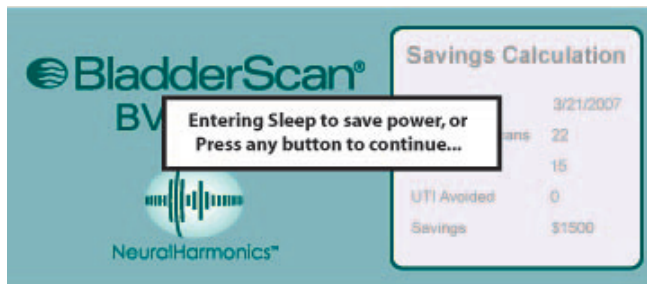 BladderScan®
BV
Entering Sleep to save power, or
Press any button to continue...
NeuralHarmonics™
Savings Calculation
3/21/2007
22
15
UTI Avoided 0
Savings $1500